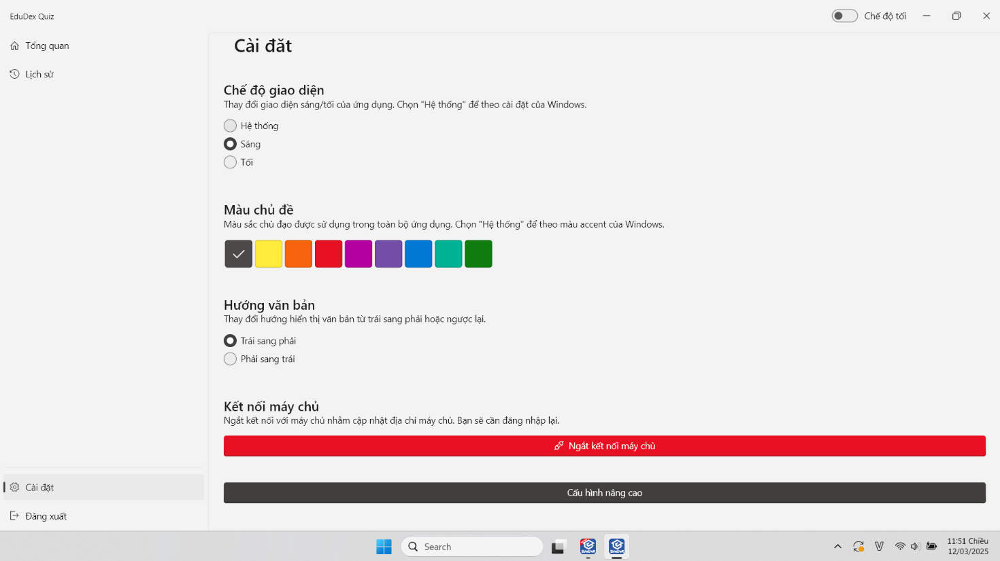 EduDex Quiz
Chế độ tối
Tổng quan
Lịch sử
Cài đặt
Chế độ giao diện
Thay đổi giao diện sáng/tối của ứng dụng. Chọn "Hệ thống" để theo cài đặt của Windows.
Hệ thống
Sáng
Tối
Màu chủ đề
Màu sắc chủ đạo được sử dụng trong toàn bộ ứng dụng. Chọn "Hệ thống" để theo màu accent của Windows.
Hướng văn bản
Thay đổi hướng hiển thị văn bản từ trái sang phải hoặc ngược lại.
Trái sang phải
Phải sang trái
Kết nối máy chủ
Ngắt kết nối với máy chủ nhằm cập nhật địa chỉ máy chủ. Bạn sẽ cần đăng nhập lại.
Ngắt kết nối máy chủ
Cấu hình nâng cao
Cài đặt
Đăng xuất
Search
EDUDEX
EDUDEX
V
11:51 Chiều
12/03/2025